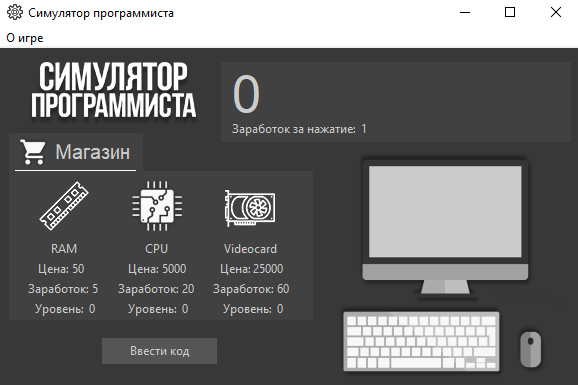 Симулятор программиста
О игре
СИМУЛЯТОР
ПРОГРАММИСТА
0
Заработок за нажатие: 1
Магазин
RAM
Цена: 50
Заработок: 5
Уровень: 0
CPU
Цена: 5000
Заработок: 20
Уровень: 0
Videocard
Цена: 25000
Заработок: 60
Уровень: 0
Ввести код